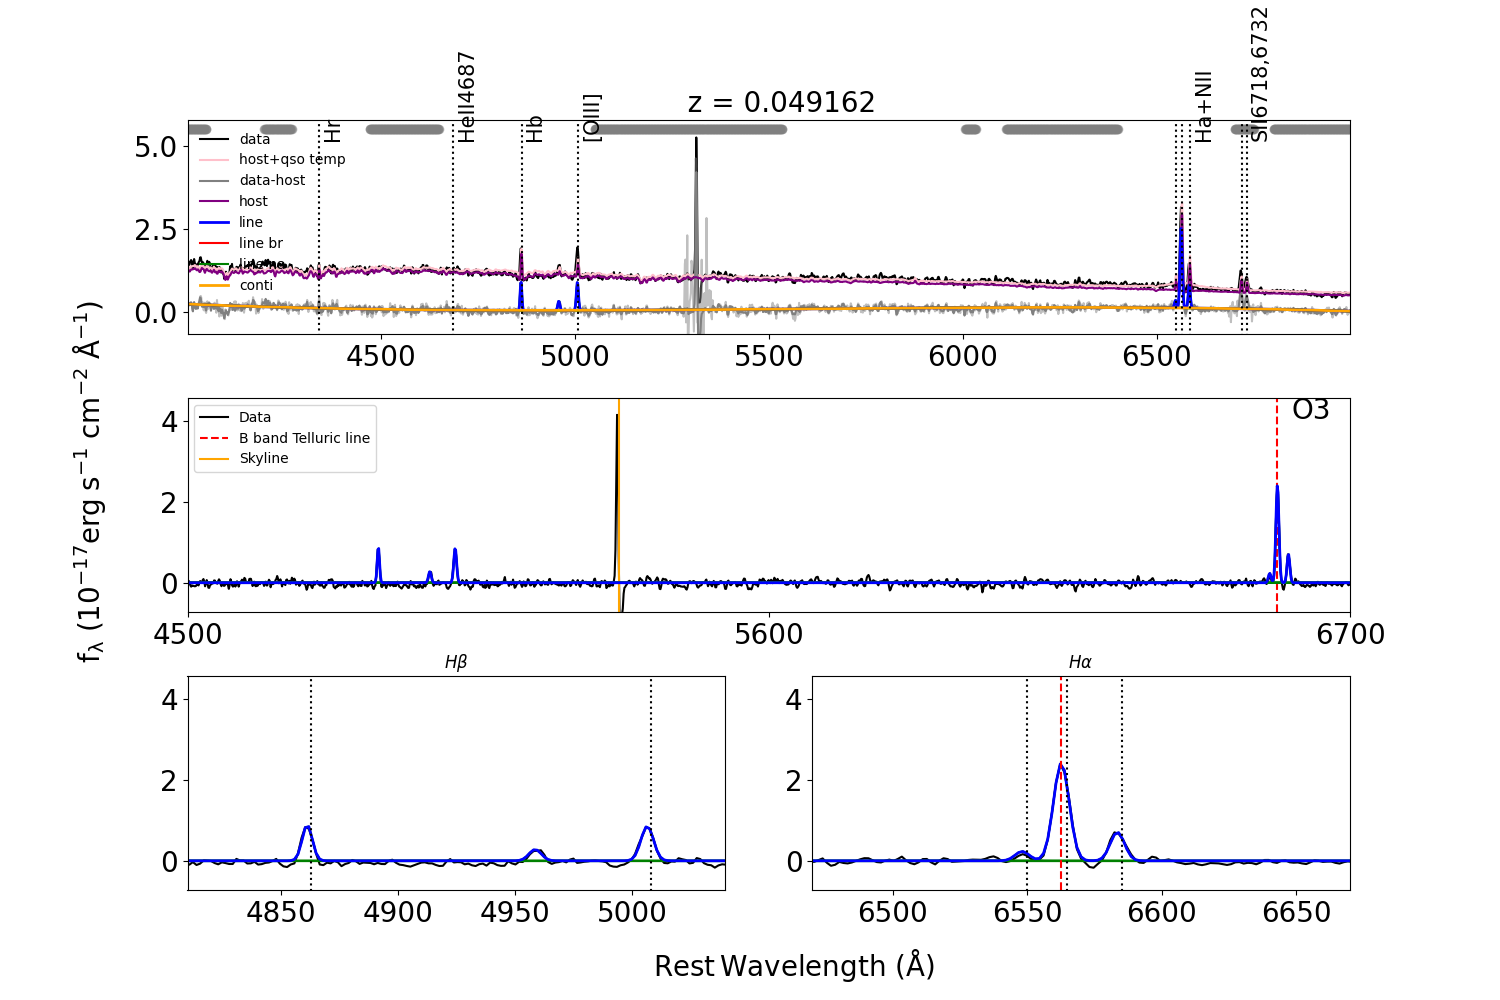 z = 0.049162
Hr
HeII4687
Hb
[OIII]
Ha+NII
SII6718,6732
data
host+qso temp
data-host
host
line
line br
line na
conti
5.0
2.5
0.0
4500
5000
5500
6000
6500
fλ (10⁻¹⁷erg s⁻¹ cm⁻² Å⁻¹)
Data
B band Telluric line
Skyline
O3
4
2
0
4500
5600
6700
Hβ
4
2
0
4850
4900
4950
5000
Hα
4
2
0
6500
6550
6600
6650
Rest Wavelength (Å)